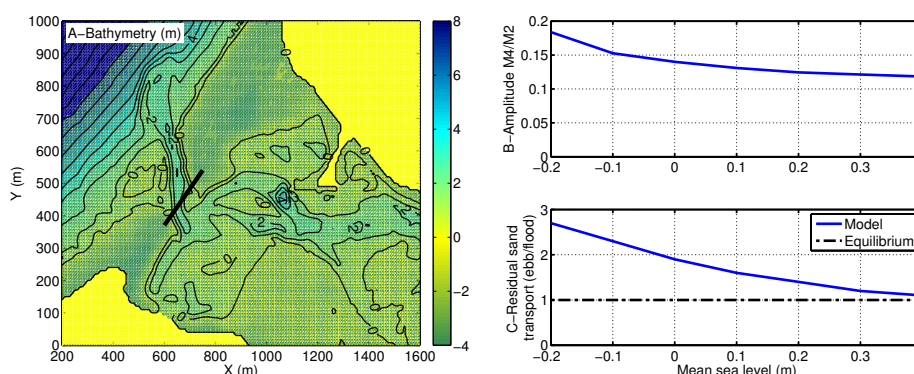 A−Bathymetry (m)
1000
900
800
700
600
500
400
300
200
100
0
Y (m)
200 400 600 800 1000 1200 1400 1600
X (m)
8
6
4
2
0
−2
−4
B−Amplitude M4/M2
0.2
0.15
0.1
0.05
0
−0.2 −0.1 0 0.1 0.2 0.3
C−Residual sand
transport (ebb/flood)
3
2
1
0
Model
Equilibrium
−0.2 −0.1 0 0.1 0.2 0.3
Mean sea level (m)